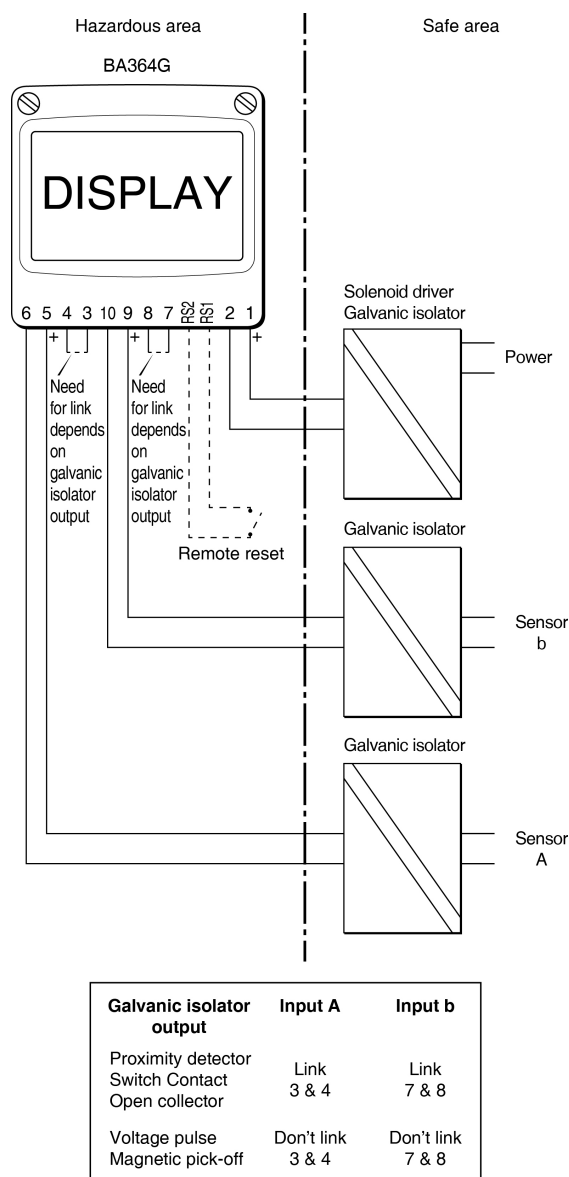 Hazardous area
Safe area
BA364G
DISPLAY
6 5 4 3 10 9 8 7 RS2 RS1 2 1
+ + +
Need
for link
depends
on
galvanic
isolator
output
Need
for link
depends
on
galvanic
isolator
output
Remote reset
Solenoid driver
Galvanic isolator
Power
Galvanic isolator
Sensor
b
Galvanic isolator
Sensor
A
Galvanic isolator
output
Input A
Input b
Proximity detector
Switch Contact
Open collector
Link
3 & 4
Link
7 & 8
Voltage pulse
Magnetic pick-off
Don't link
3 & 4
Don't link
7 & 8